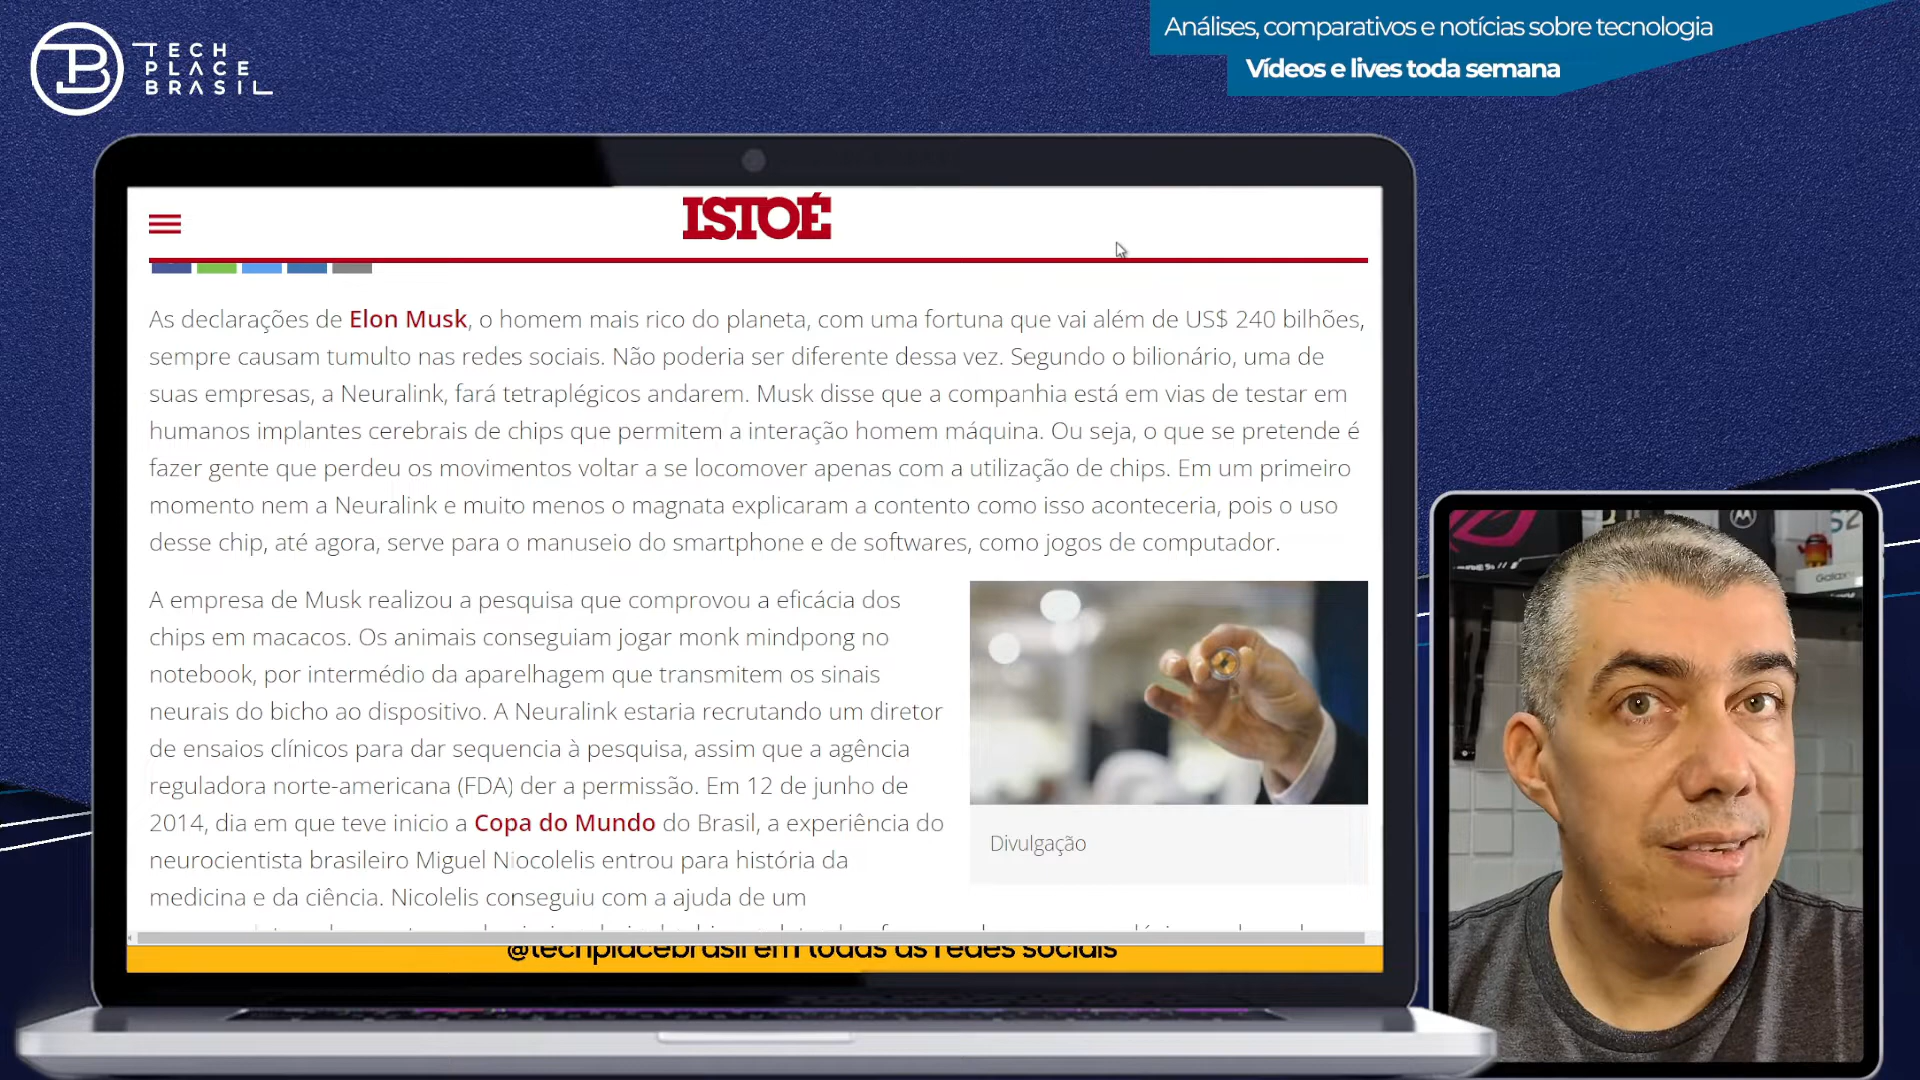 TECH
PLACE
BRASIL
Análises, comparativos e notícias sobre tecnologia
Vídeos e lives toda semana
ISTOÉ
As declarações de Elon Musk, o homem mais rico do planeta, com uma fortuna que vai além de US$ 240 bilhões,
sempre causam tumulto nas redes sociais. Não poderia ser diferente dessa vez. Segundo o bilionário, uma de
suas empresas, a Neuralink, fará tetraplégicos andarem. Musk disse que a companhia está em vias de testar em
humanos implantes cerebrais de chips que permitem a interação homem máquina. Ou seja, o que se pretende é
fazer gente que perdeu os movimentos voltar a se locomover apenas com a utilização de chips. Em um primeiro
momento nem a Neuralink e muito menos o magnata explicaram a contento como isso aconteceria, pois o uso
desse chip, até agora, serve para o manuseio do smartphone e de softwares, como jogos de computador.
A empresa de Musk realizou a pesquisa que comprovou a eficácia dos
chips em macacos. Os animais conseguiam jogar monk mindpong no
notebook, por intermédio da aparelhagem que transmitem os sinais
neurais do bicho ao dispositivo. A Neuralink estaria recrutando um diretor
de ensaios clínicos para dar sequencia à pesquisa, assim que a agência
reguladora norte-americana (FDA) der a permissão. Em 12 de junho de
2014, dia em que teve inicio a Copa do Mundo do Brasil, a experiência do
neurocientista brasileiro Miguel Niocolelis entrou para história da
medicina e da ciência. Nicolelis conseguiu com a ajuda de um
Divulgação
@techplacebrasil em todas as redes sociais
Galaxy